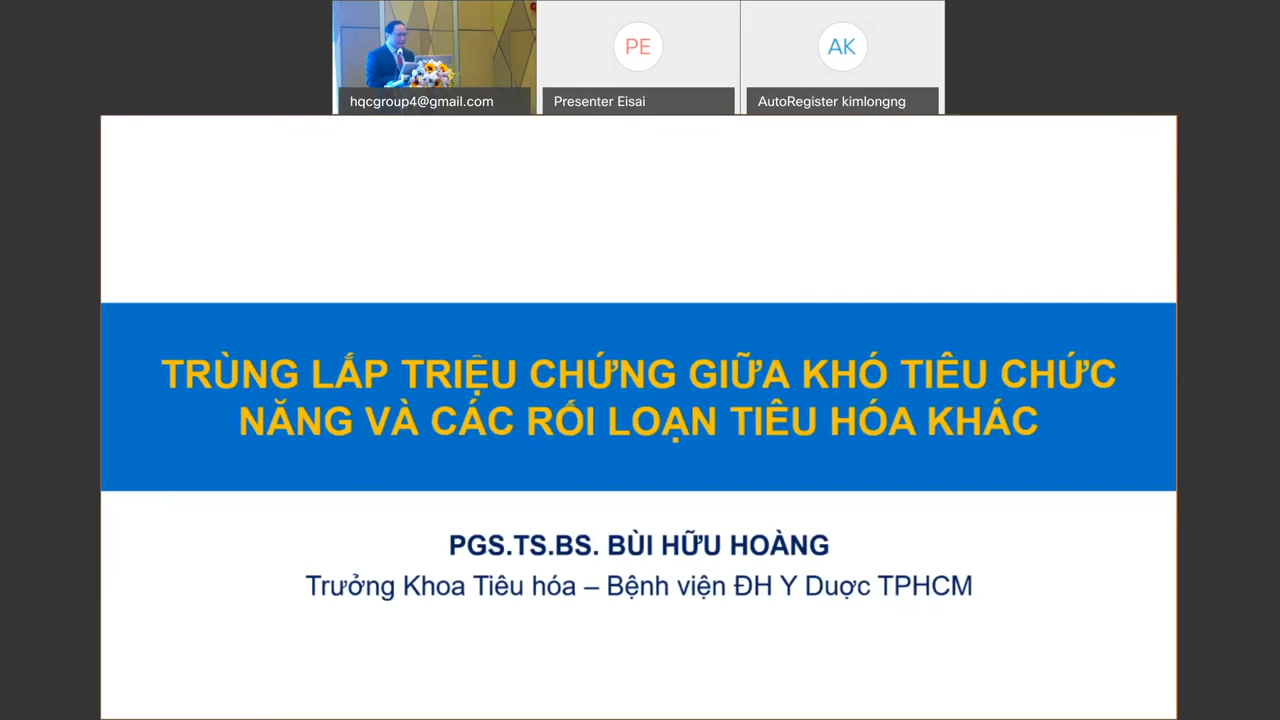 PE
AK
hqcgroup4@gmail.com
Presenter Eisai
AutoRegister kimlongng
TRÙNG LẮP TRIỆU CHỨNG GIỮA KHÓ TIÊU CHỨC
NĂNG VÀ CÁC RỐI LOẠN TIÊU HÓA KHÁC
PGS.TS.BS. BÙI HỮU HOÀNG
Trưởng Khoa Tiêu hóa – Bệnh viện ĐH Y Dược TPHCM